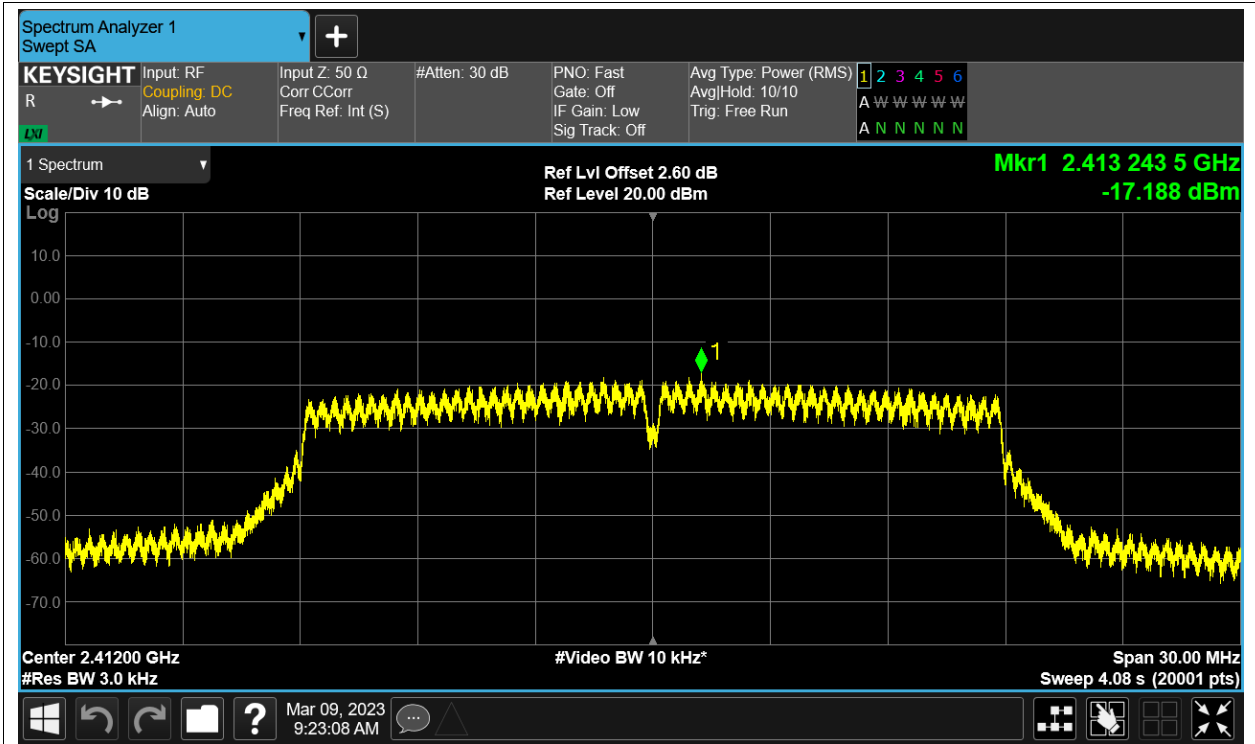 Spectrum Analyzer 1
Swept SA
KEYSIGHT
R
LXI
Input: RF
Coupling: DC
Align: Auto
Input Z: 50 Ω
Corr CCorr
Freq Ref: Int (S)
#Atten: 30 dB
PNO: Fast
Gate: Off
IF Gain: Low
Sig Track: Off
Avg Type: Power (RMS)
Avg|Hold: 10/10
Trig: Free Run
1 2 3 4 5 6
A W W W W W
A N N N N N
1 Spectrum
Scale/Div 10 dB
Log
Ref Lvl Offset 2.60 dB
Ref Level 20.00 dBm
Mkr1 2.413 243 5 GHz
-17.188 dBm
10.0
0.00
-10.0
1
-20.0
-30.0
-40.0
-50.0
-60.0
-70.0
Center 2.41200 GHz
#Video BW 10 kHz*
Span 30.00 MHz
#Res BW 3.0 kHz
Sweep 4.08 s (20001 pts)
?
Mar 09, 2023
9:23:08 AM